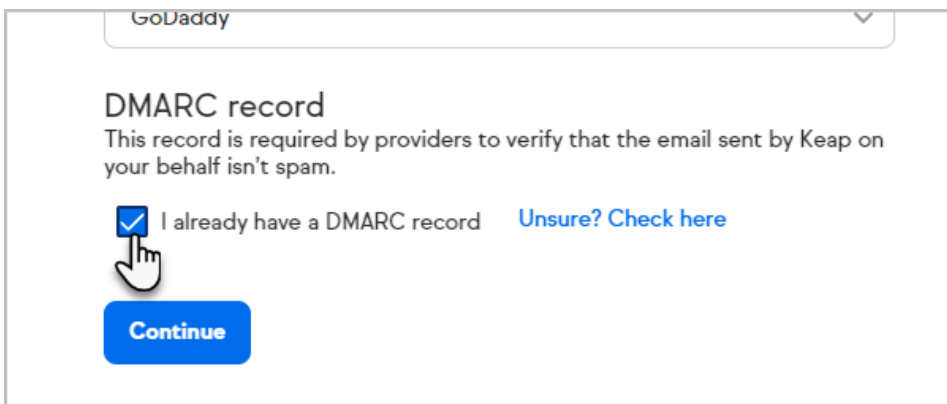 GoDaddy
DMARC record
This record is required by providers to verify that the email sent by Keap on
your behalf isn't spam.
I already have a DMARC record Unsure? Check here
Continue